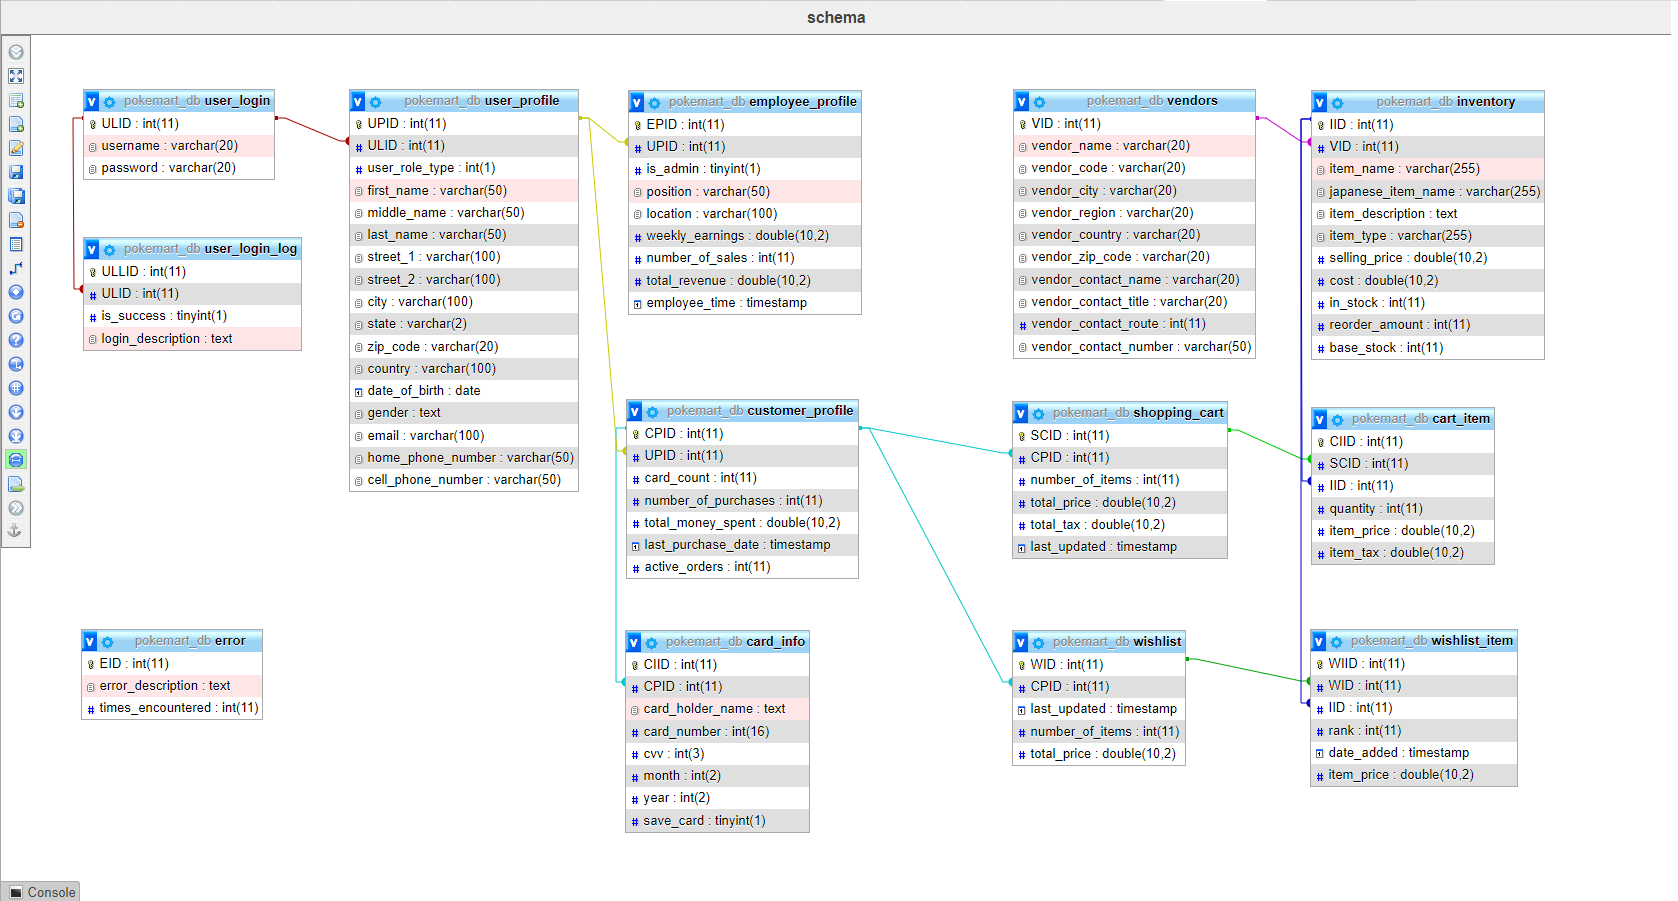 schema
pokemart_db user_login
ULID : int(11)
username : varchar(20)
password : varchar(20)
pokemart_db user_login_log
ULLID : int(11)
ULID : int(11)
is_success : tinyint(1)
login_description : text
pokemart_db error
EID : int(11)
error_description : text
times_encountered : int(11)
pokemart_db user_profile
UPID : int(11)
ULID : int(11)
user_role_type : int(1)
first_name : varchar(50)
middle_name : varchar(50)
last_name : varchar(50)
street_1 : varchar(100)
street_2 : varchar(100)
city : varchar(100)
state : varchar(2)
zip_code : varchar(20)
country : varchar(100)
date_of_birth : date
gender : text
email : varchar(100)
home_phone_number : varchar(50)
cell_phone_number : varchar(50)
pokemart_db employee_profile
EPID : int(11)
UPID : int(11)
is_admin : tinyint(1)
position : varchar(50)
location : varchar(100)
weekly_earnings : double(10,2)
number_of_sales : int(11)
total_revenue : double(10,2)
employee_time : timestamp
pokemart_db customer_profile
CPID : int(11)
UPID : int(11)
card_count : int(11)
number_of_purchases : int(11)
total_money_spent : double(10,2)
last_purchase_date : timestamp
active_orders : int(11)
pokemart_db card_info
CIID : int(11)
CPID : int(11)
card_holder_name : text
card_number : int(16)
cvv : int(3)
month : int(2)
year : int(2)
save_card : tinyint(1)
pokemart_db vendors
VID : int(11)
vendor_name : varchar(20)
vendor_code : varchar(20)
vendor_city : varchar(20)
vendor_region : varchar(20)
vendor_country : varchar(20)
vendor_zip_code : varchar(20)
vendor_contact_name : varchar(20)
vendor_contact_title : varchar(20)
vendor_contact_route : int(11)
vendor_contact_number : varchar(50)
pokemart_db shopping_cart
SCID : int(11)
CPID : int(11)
number_of_items : int(11)
total_price : double(10,2)
total_tax : double(10,2)
last_updated : timestamp
pokemart_db wishlist
WID : int(11)
CPID : int(11)
last_updated : timestamp
number_of_items : int(11)
total_price : double(10,2)
pokemart_db inventory
IID : int(11)
VID : int(11)
item_name : varchar(255)
japanese_item_name : varchar(255)
item_description : text
item_type : varchar(255)
selling_price : double(10,2)
cost : double(10,2)
in_stock : int(11)
reorder_amount : int(11)
base_stock : int(11)
pokemart_db cart_item
CIID : int(11)
SCID : int(11)
IID : int(11)
quantity : int(11)
item_price : double(10,2)
item_tax : double(10,2)
pokemart_db wishlist_item
WIID : int(11)
WID : int(11)
IID : int(11)
rank : int(11)
date_added : timestamp
item_price : double(10,2)
Console